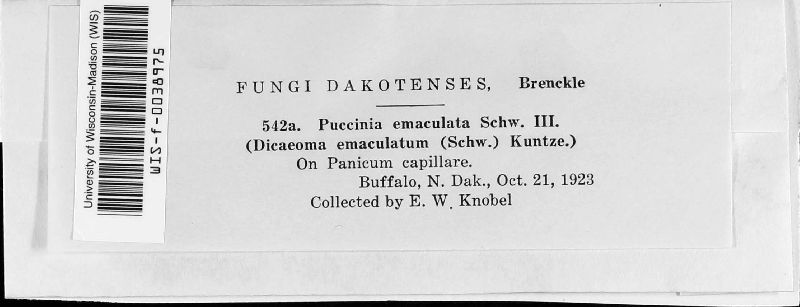 University of Wisconsin-Madison (WIS)
WIS-f-0038975
FUNGI DAKOTENSES, Brenckle
542a. Puccinia emaculata Schw. III.
(Dicaeoma emaculatum (Schw.) Kuntze.)
On Panicum capillare.
Buffalo, N. Dak., Oct. 21, 1923
Collected by E. W. Knobel